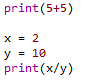 print(5+5)
x = 2
y = 10
print(x/y)